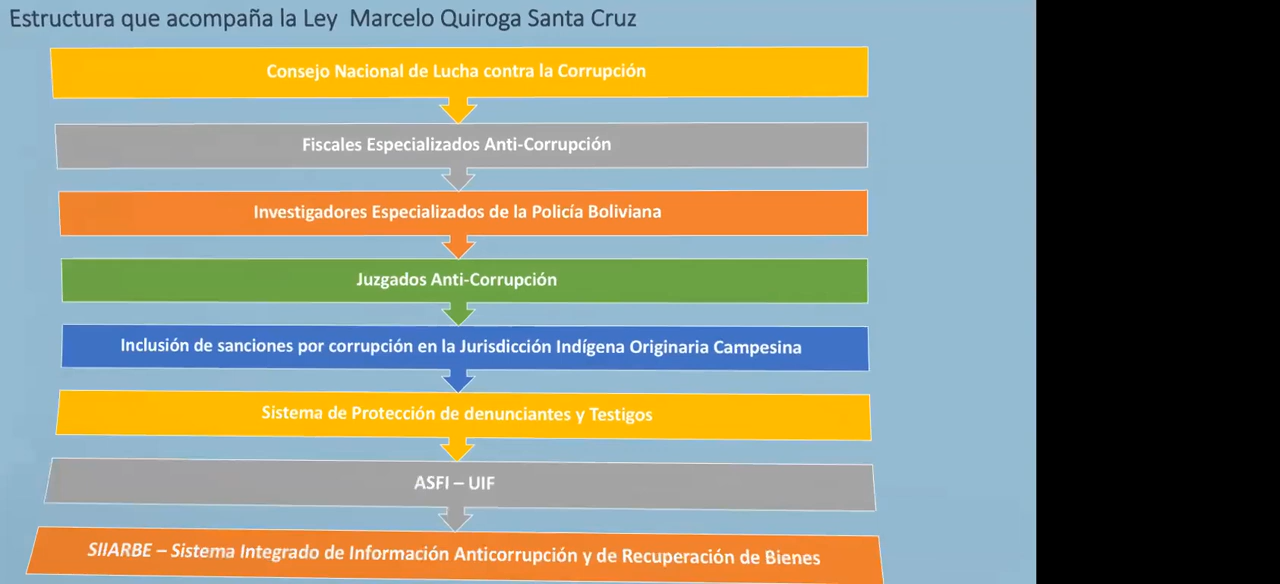 Estructura que acompaña la Ley Marcelo Quiroga Santa Cruz
Consejo Nacional de Lucha contra la Corrupción
Fiscales Especializados Anti-Corrupción
Investigadores Especializados de la Policía Boliviana
Juzgados Anti-Corrupción
Inclusión de sanciones por corrupción en la Jurisdicción Indígena Originaria Campesina
Sistema de Protección de denunciantes y Testigos
ASFI – UIF
SIIARBE – Sistema Integrado de Información Anticorrupción y de Recuperación de Bienes